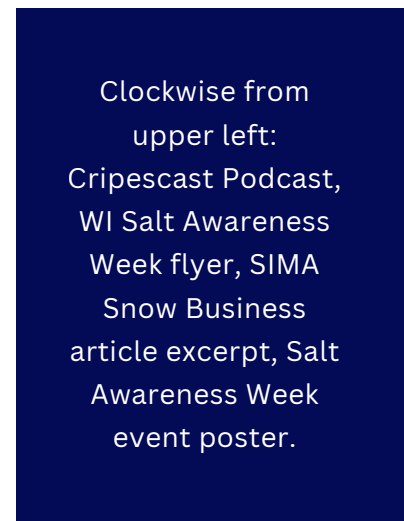 Clockwise from
upper left:
Cripescast Podcast,
WI Salt Awareness
Week flyer, SIMA
Snow Business
article excerpt, Salt
Awareness Week
event poster.